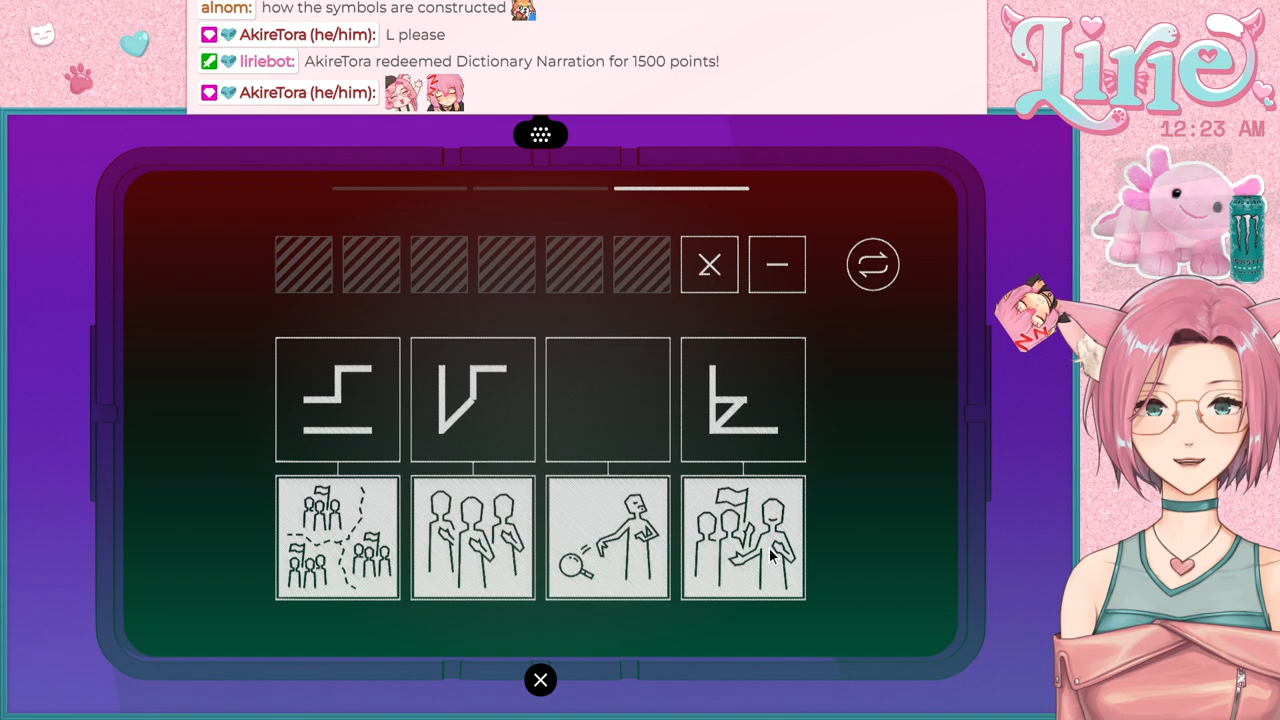 alnom: how the symbols are constructed
AkireTora (he/him): L please
liriebot: AkireTora redeemed Dictionary Narration for 1500 points!
AkireTora (he/him):
Lirie
12:23 AM